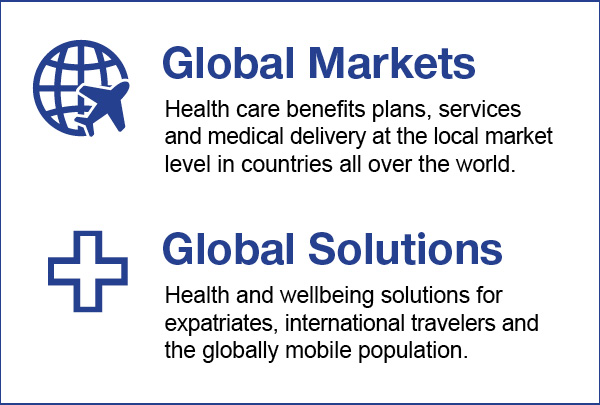 Global Markets
Health care benefits plans, services
and medical delivery at the local market
level in countries all over the world.
Global Solutions
Health and wellbeing solutions for
expatriates, international travelers and
the globally mobile population.